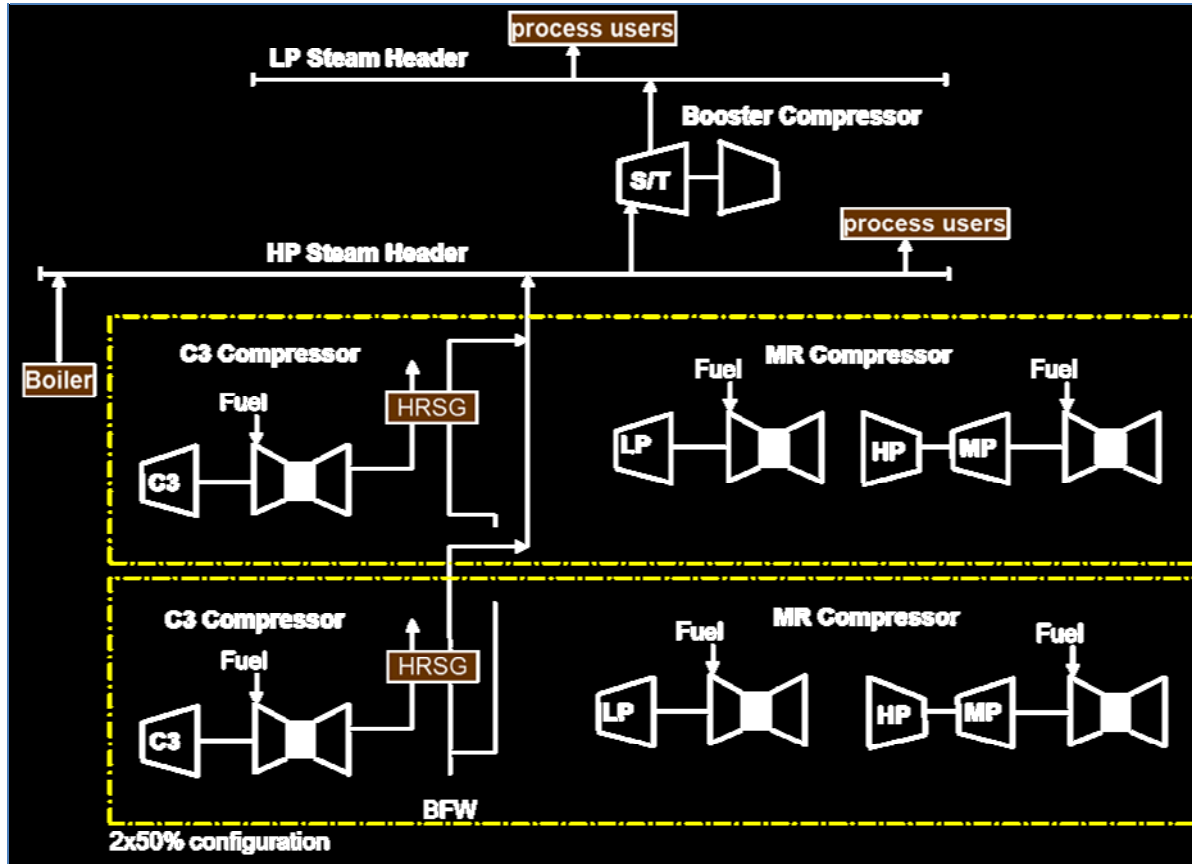 process users
LP Steam Header
Booster Compressor
S/T
process users
HP Steam Header
Boiler
C3 Compressor
MR Compressor
Fuel
Fuel
Fuel
HRSG
C3
LP
HP
MP
C3 Compressor
MR Compressor
Fuel
Fuel
Fuel
HRSG
C3
LP
HP
MP
BFW
2x50% configuration